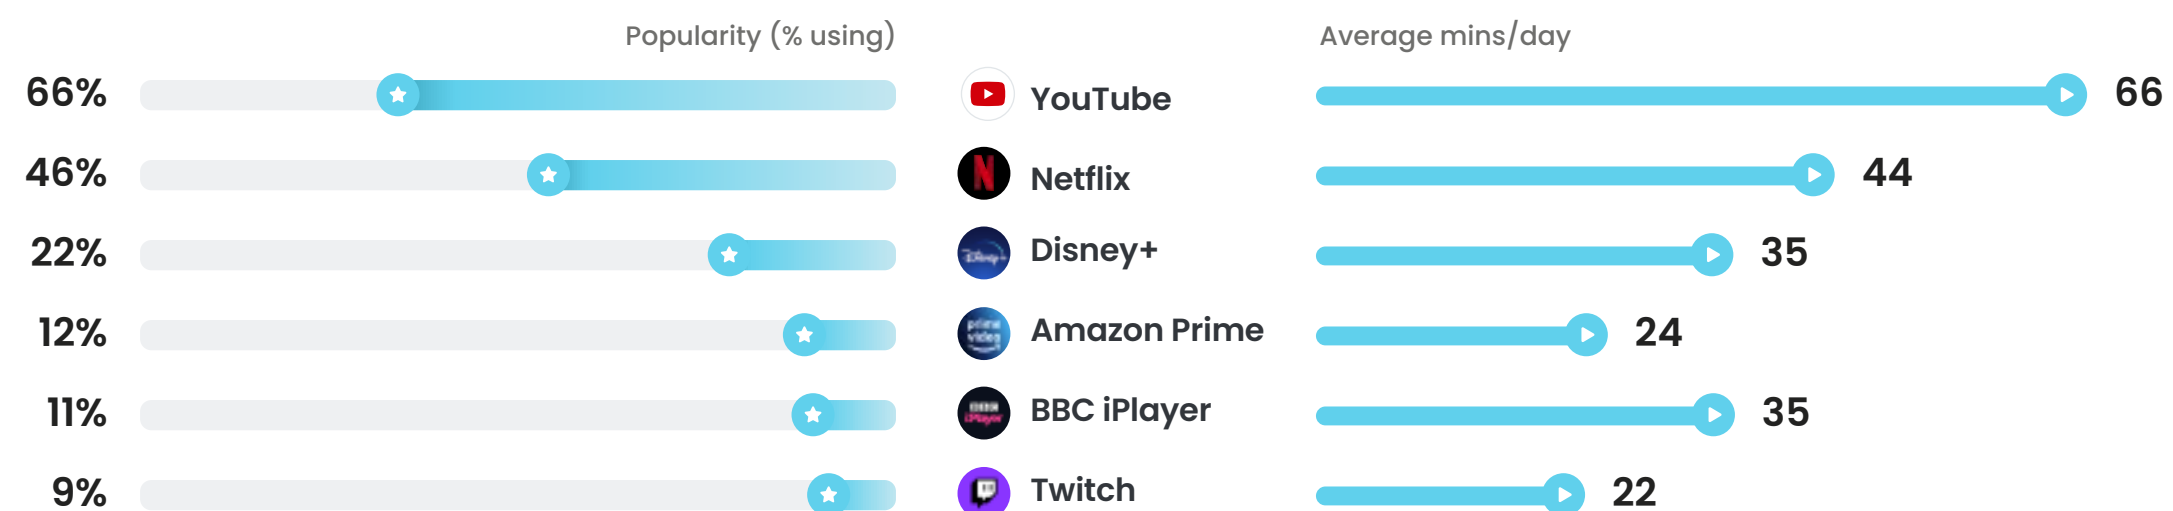 Popularity (% using) Average mins/day
66% YouTube 66
46% Netflix 44
22% Disney+ 35
12% Amazon Prime 24
11% BBC iPlayer 35
9% Twitch 22